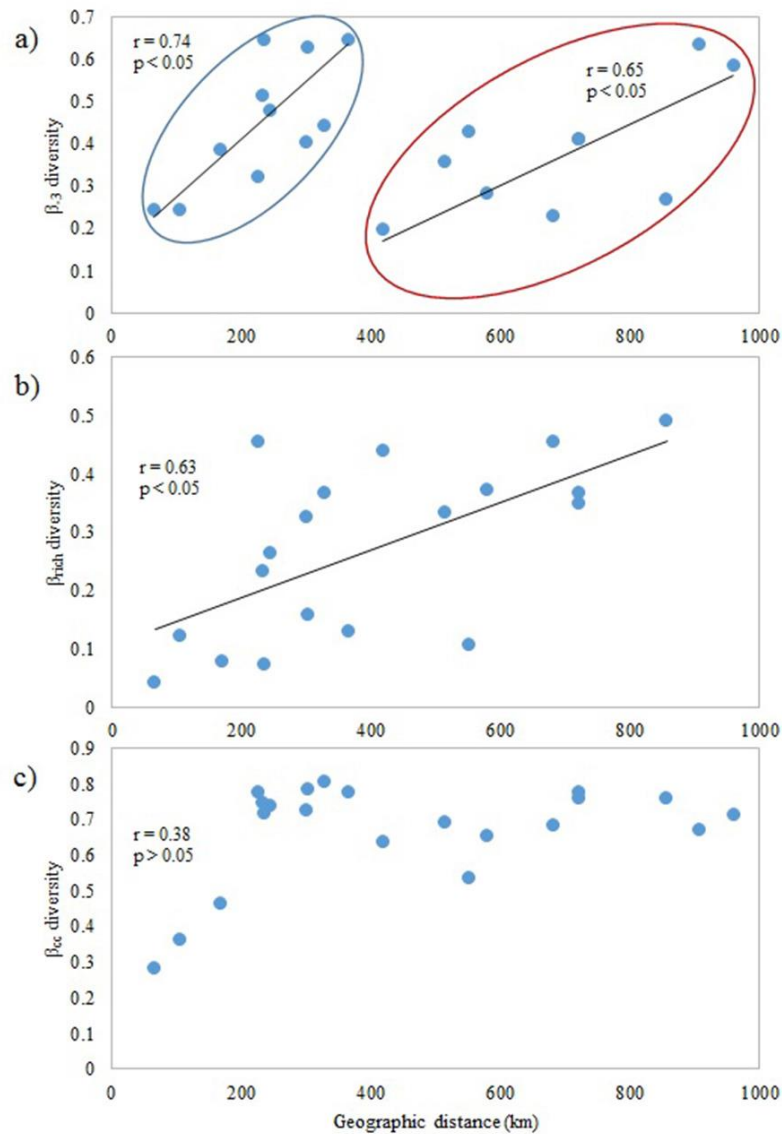 a)
0.7
0.6
0.5
0.4
0.3
0.2
0.1
0
β-3 diversity
r = 0.74
p < 0.05
r = 0.65
p < 0.05
0 200 400 600 800 1000
b)
0.6
0.5
0.4
0.3
0.2
0.1
0
βrich diversity
r = 0.63
p < 0.05
0 200 400 600 800 1000
c)
0.9
0.8
0.7
0.6
0.5
0.4
0.3
0.2
0.1
0
βcc diversity
r = 0.38
p > 0.05
0 200 400 600 800 1000
Geographic distance (km)